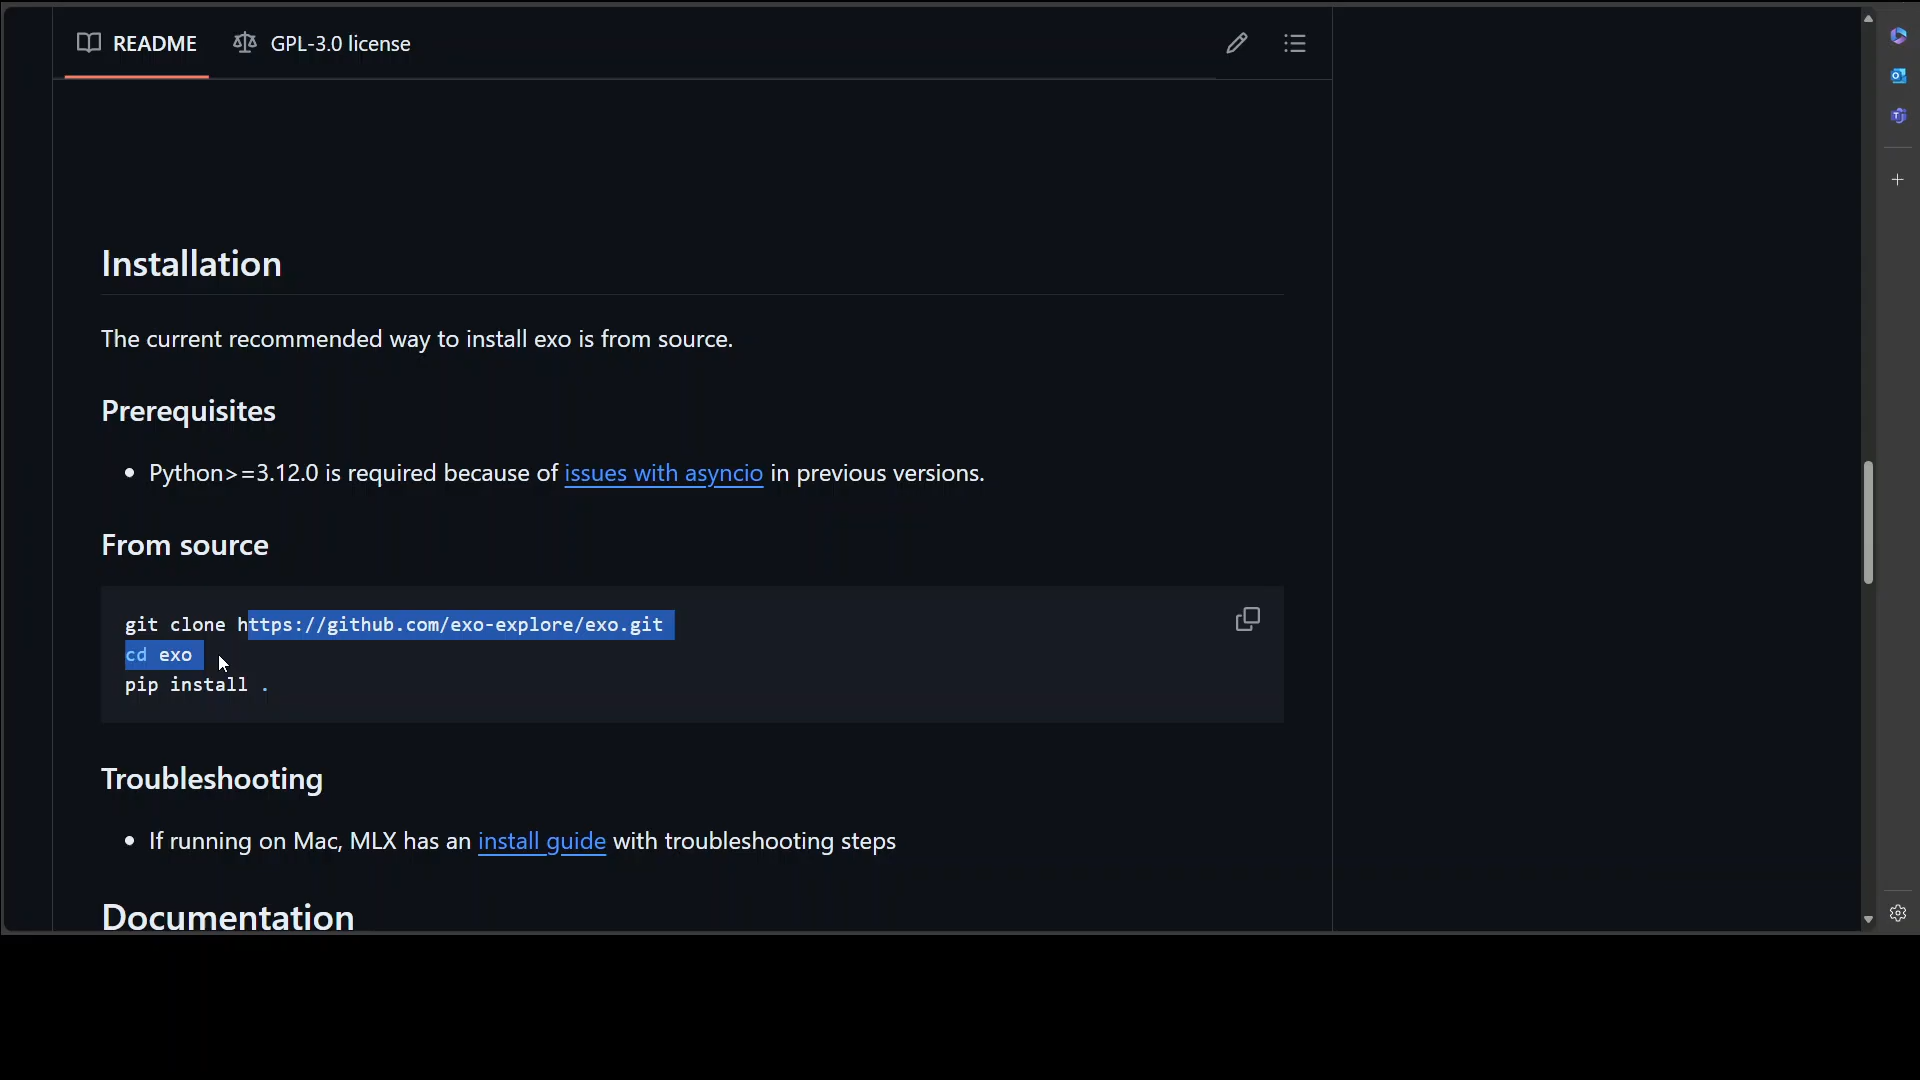 README GPL-3.0 license
Installation
The current recommended way to install exo is from source.
Prerequisites
Python>=3.12.0 is required because of issues with asyncio in previous versions.
From source
git clone https://github.com/exo-explore/exo.git
cd exo
pip install .
Troubleshooting
If running on Mac, MLX has an install guide with troubleshooting steps
Documentation